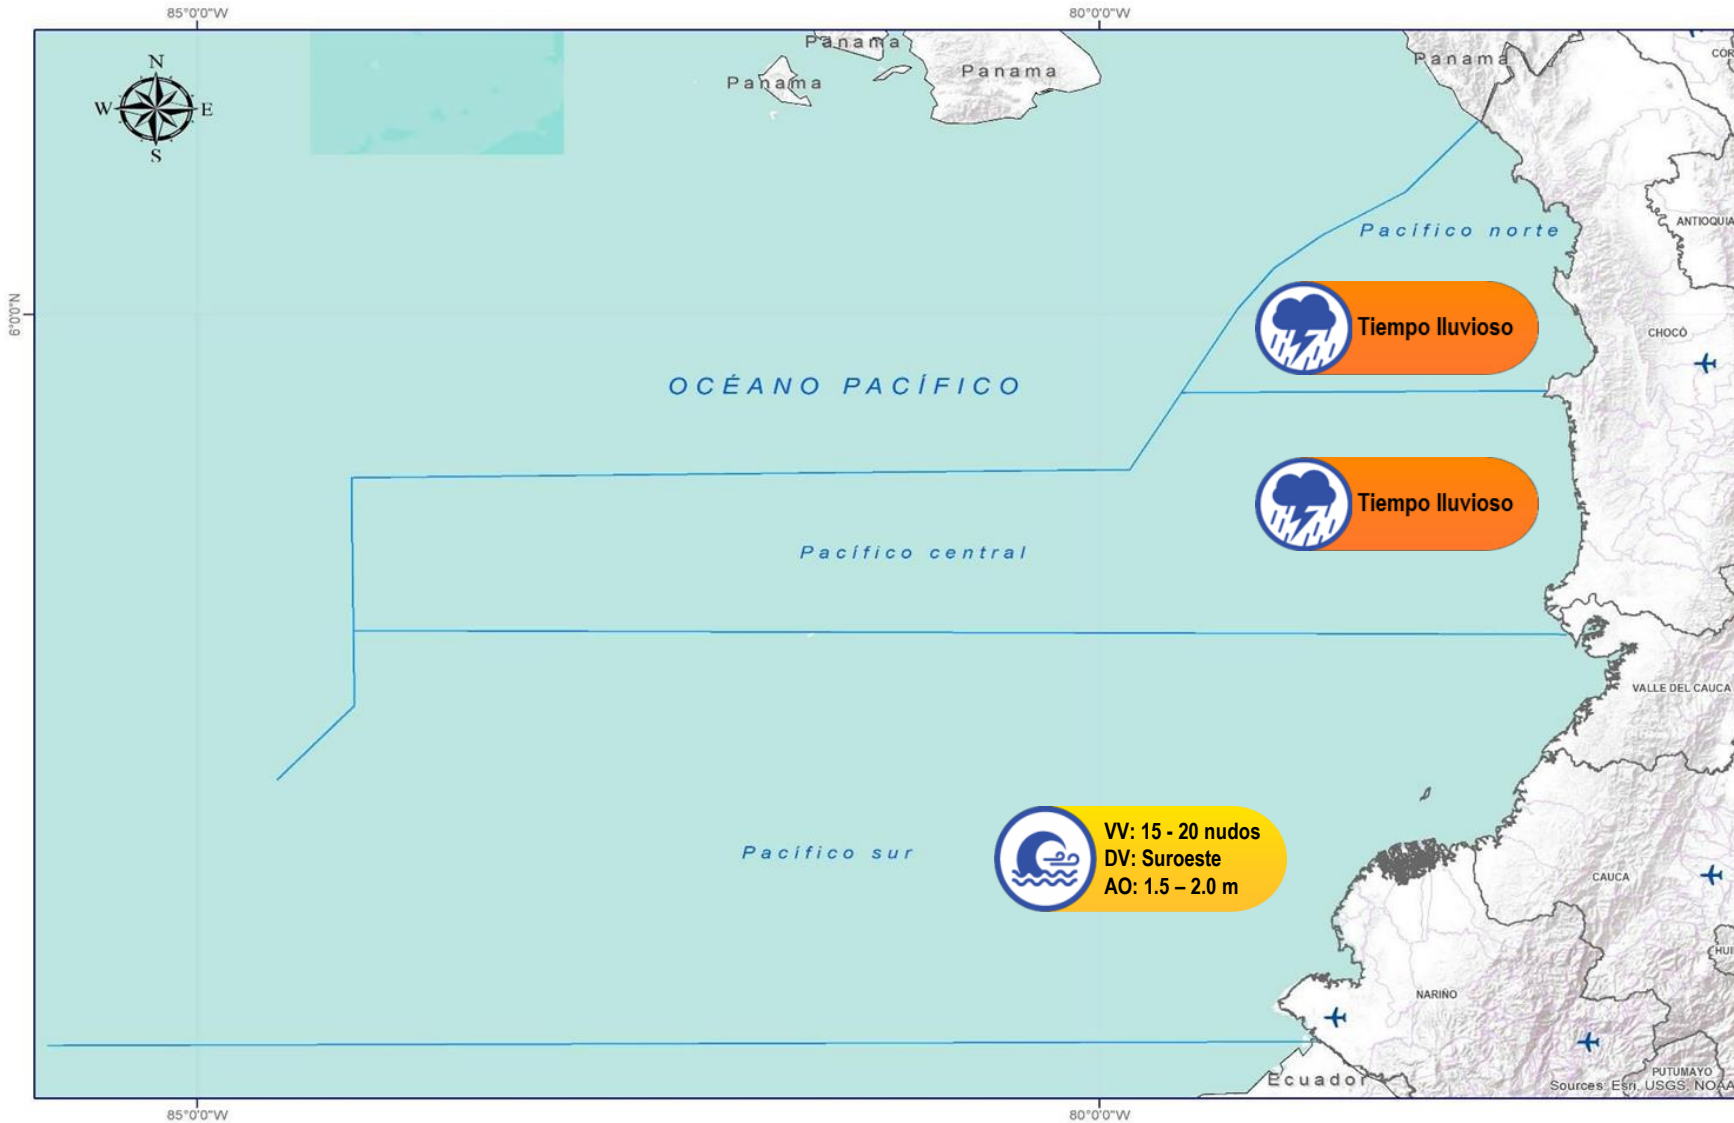 85°0'0"W
80°0'0"W
N
W
E
S
Panama
Panama
Panama
Panama
COR
ANTIOQUIA
Pacífico norte
6°0'0"N
Tiempo lluvioso
CHOCÓ
OCÉANO PACÍFICO
Tiempo lluvioso
Pacífico central
VALLE DEL CAUCA
VV: 15 - 20 nudos
DV: Suroeste
AO: 1.5 – 2.0 m
Pacífico sur
CAUCA
HUI
NARIÑO
PUTUMAYO
Ecuador
Sources: Esri, USGS, NOAA
85°0'0"W
80°0'0"W